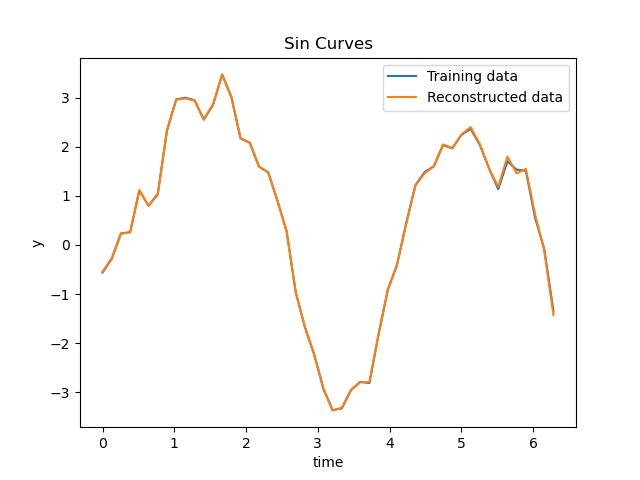 Sin Curves
Training data
Reconstructed data
y
3
2
1
0
−1
−2
−3
0 1 2 3 4 5 6
time